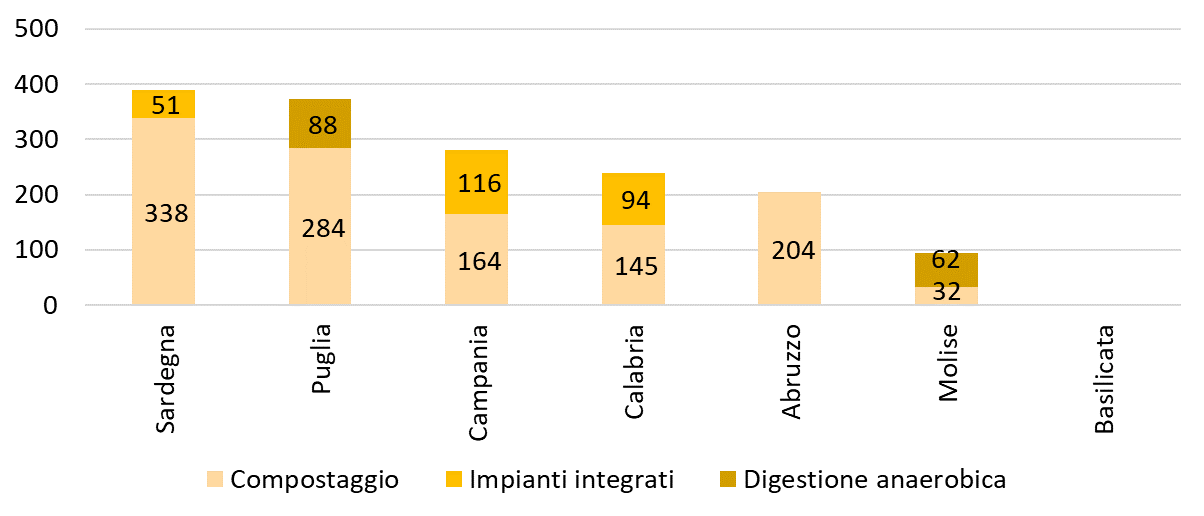 500
400
300
200
100
0
51
338
88
284
116
164
94
145
204
62
32
Sardegna
Puglia
Campania
Calabria
Abruzzo
Molise
Basilicata
Compostaggio Impianti integrati Digestione anaerobica